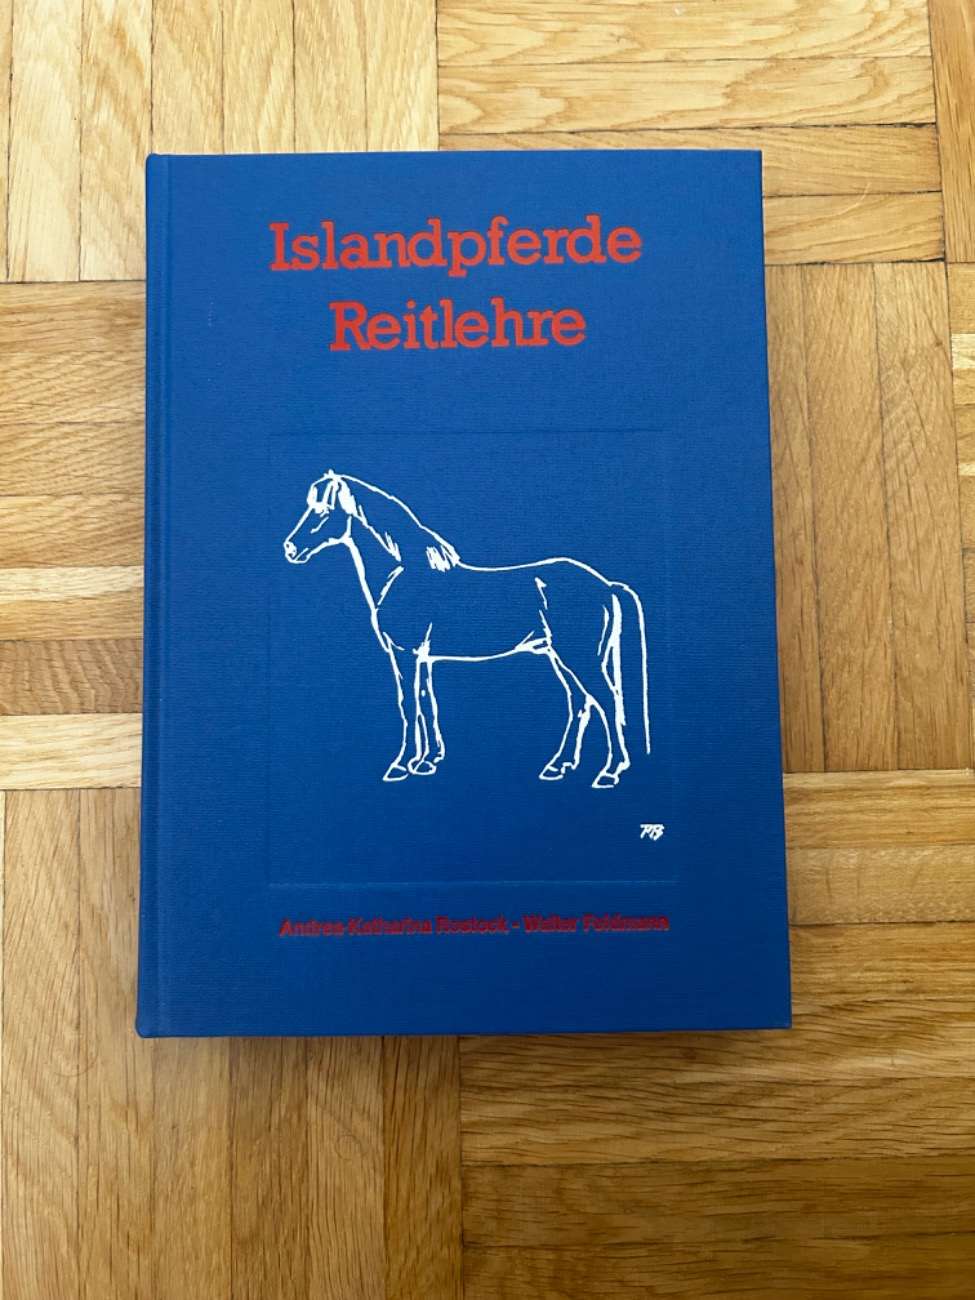 Islandpferde
Reitlehre
Andrea-Katharina Rostock - Walter Feldmann